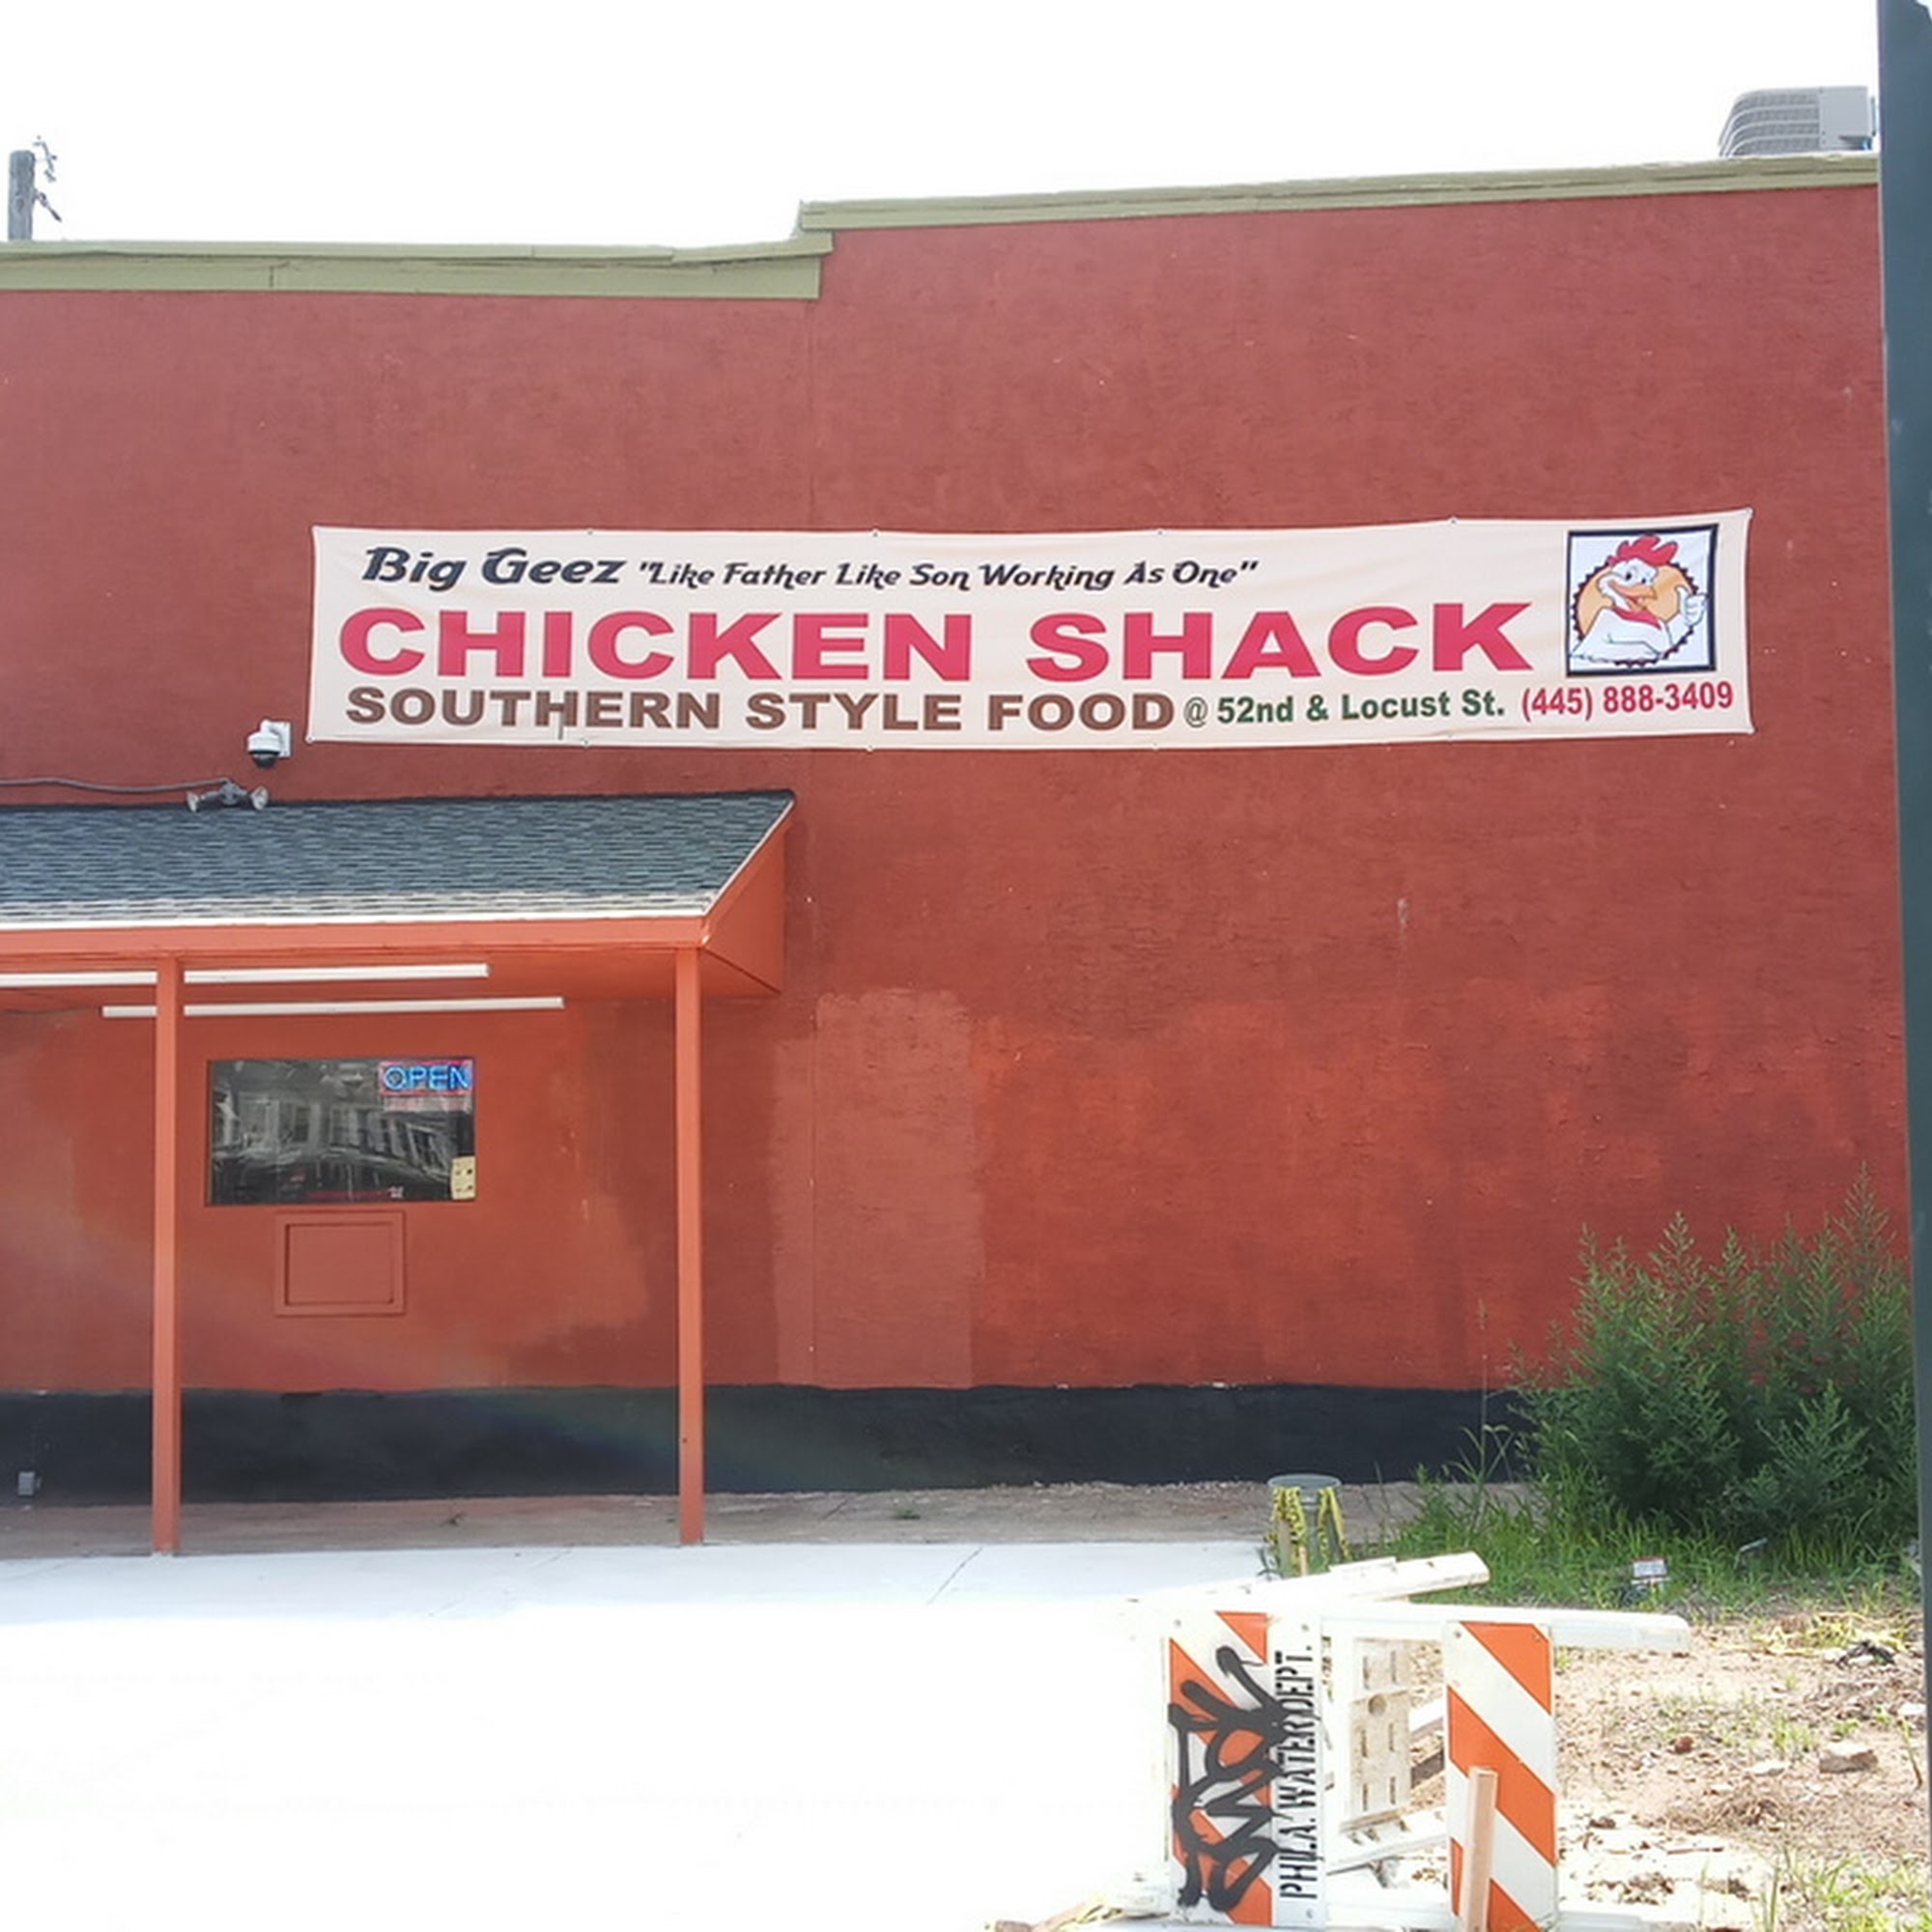 Big Geez "Like Father Like Son Working As One"
CHICKEN SHACK
SOUTHERN STYLE FOOD @ 52nd & Locust St. (445) 888-3409
OPEN
PHILA. WATER DEPT.